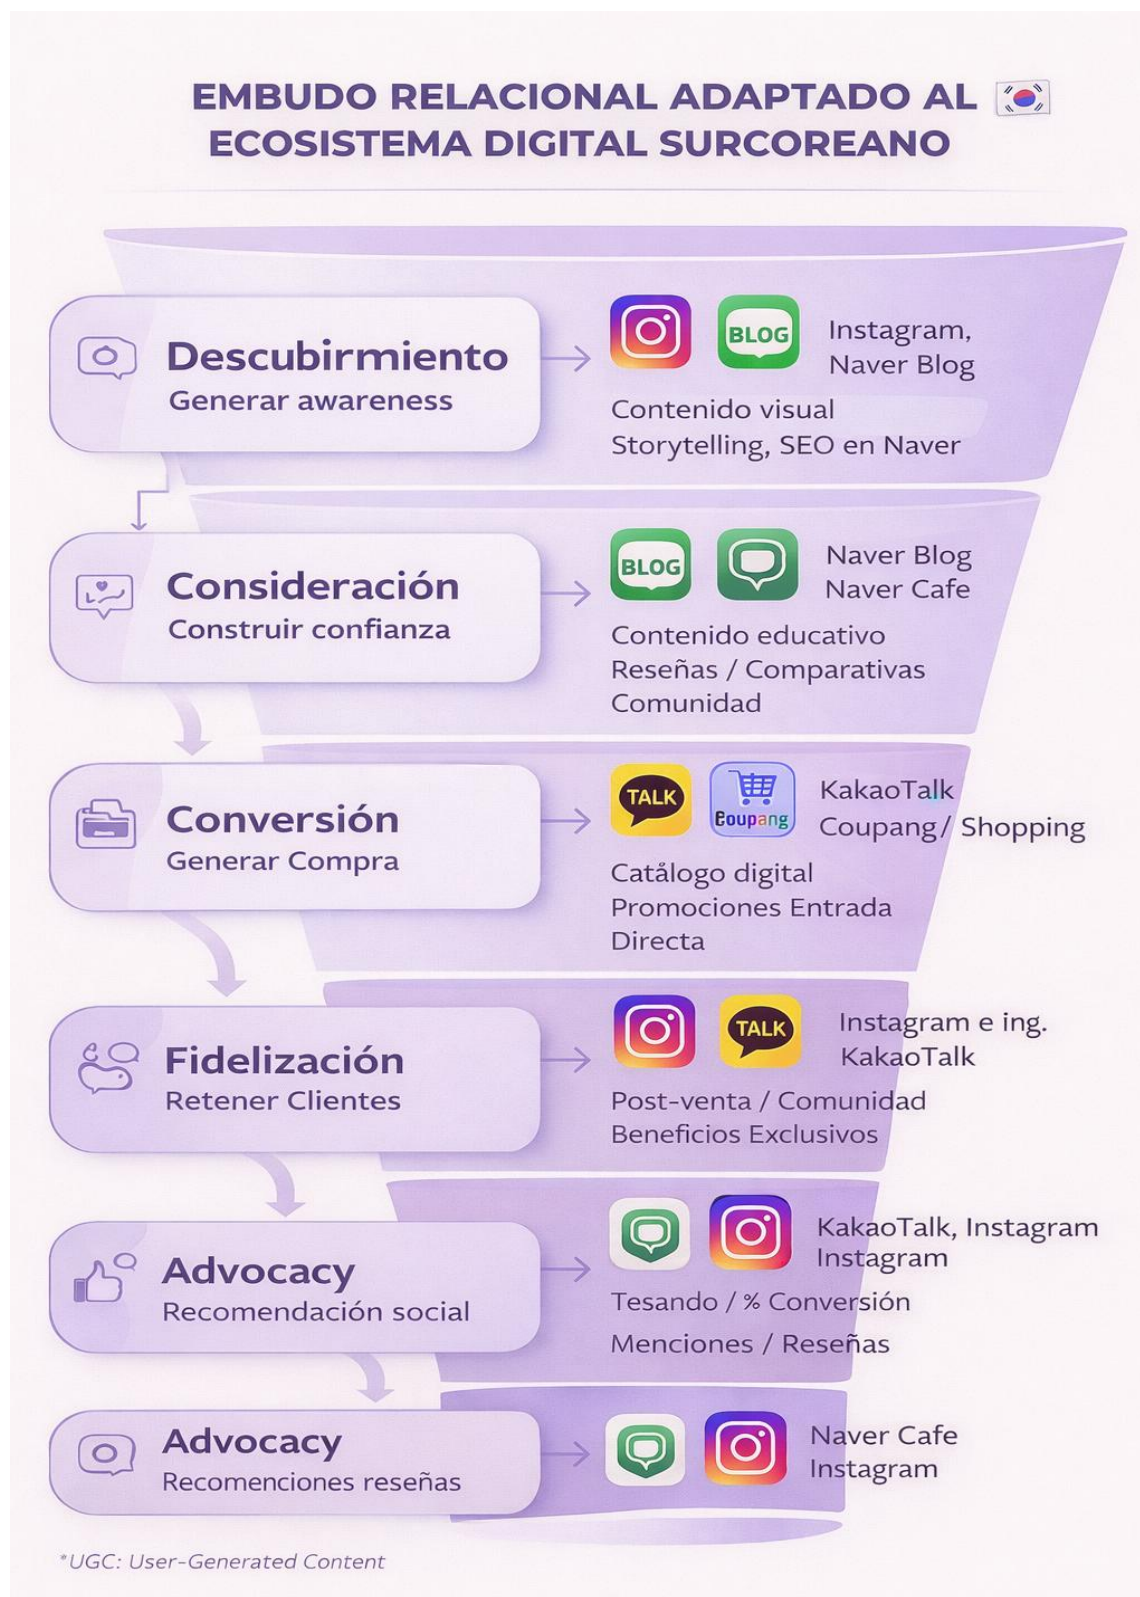 EMBUDO RELACIONAL ADAPTADO AL
ECOSISTEMA DIGITAL SURCOREANO
Descubirmiento
Generar awareness
BLOG
Instagram,
Naver Blog
Contenido visual
Storytelling, SEO en Naver
Consideración
Construir confianza
BLOG
Naver Blog
Naver Cafe
Contenido educativo
Reseñas / Comparativas
Comunidad
Conversión
Generar Compra
TALK
Coupang
KakaoTalk
Coupang/ Shopping
Catålogo digital
Promociones Entrada
Directa
Fidelización
Retener Clientes
TALK
Instagram e ing.
KakaoTalk
Post-venta / Comunidad
Beneficios Exclusivos
Advocacy
Recomendación social
KakaoTalk, Instagram
Instagram
Tesando / % Conversión
Menciones / Reseñas
Advocacy
Recomenciones reseñas
Naver Cafe
Instagram
*UGC: User-Generated Content